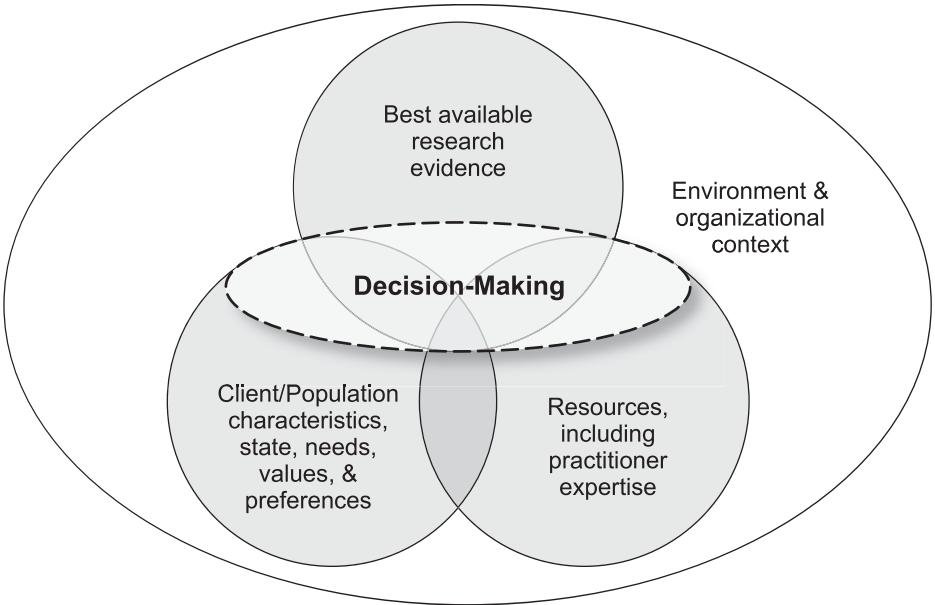 Best available
research
evidence
Environment &
organizational
context
Decision-Making
Client/Population
characteristics,
state, needs,
values, &
preferences
Resources,
including
practitioner
expertise